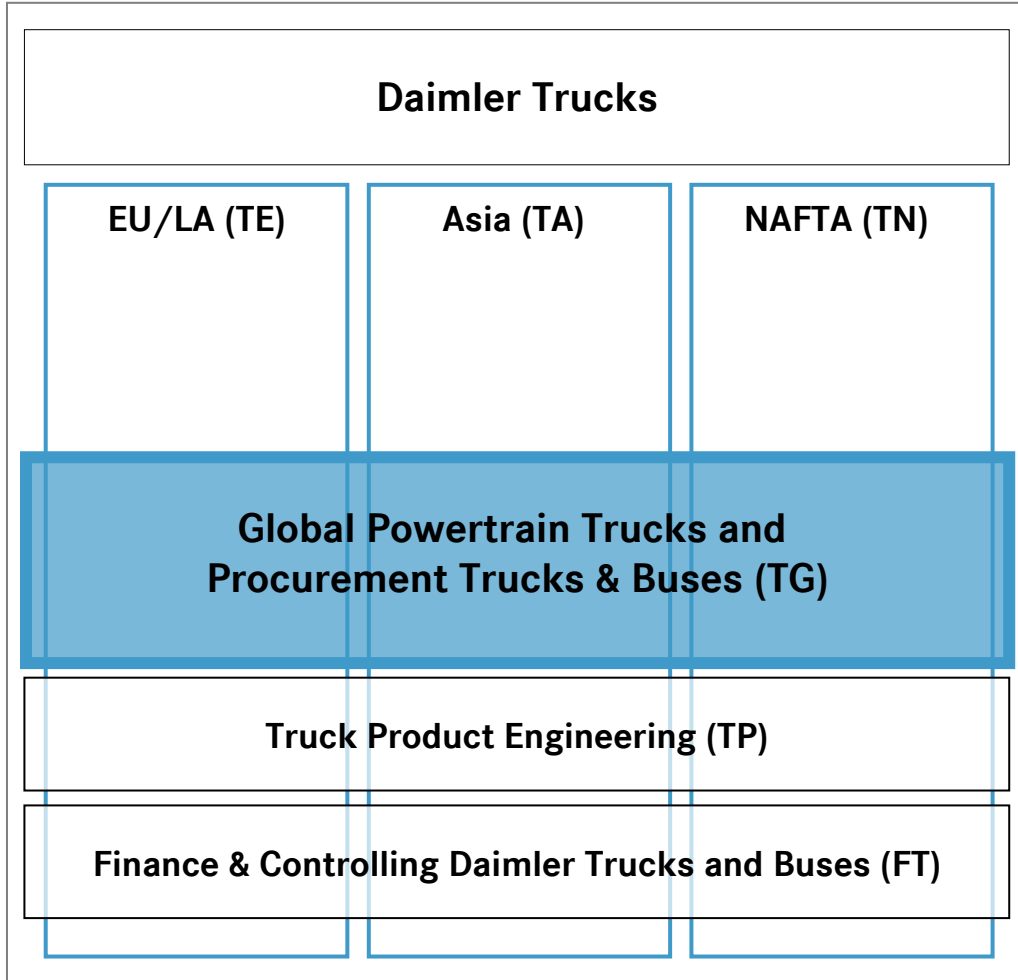 Daimler Trucks
EU/LA (TE)
Asia (TA)
NAFTA (TN)
Global Powertrain Trucks and
Procurement Trucks & Buses (TG)
Truck Product Engineering (TP)
Finance & Controlling Daimler Trucks and Buses (FT)